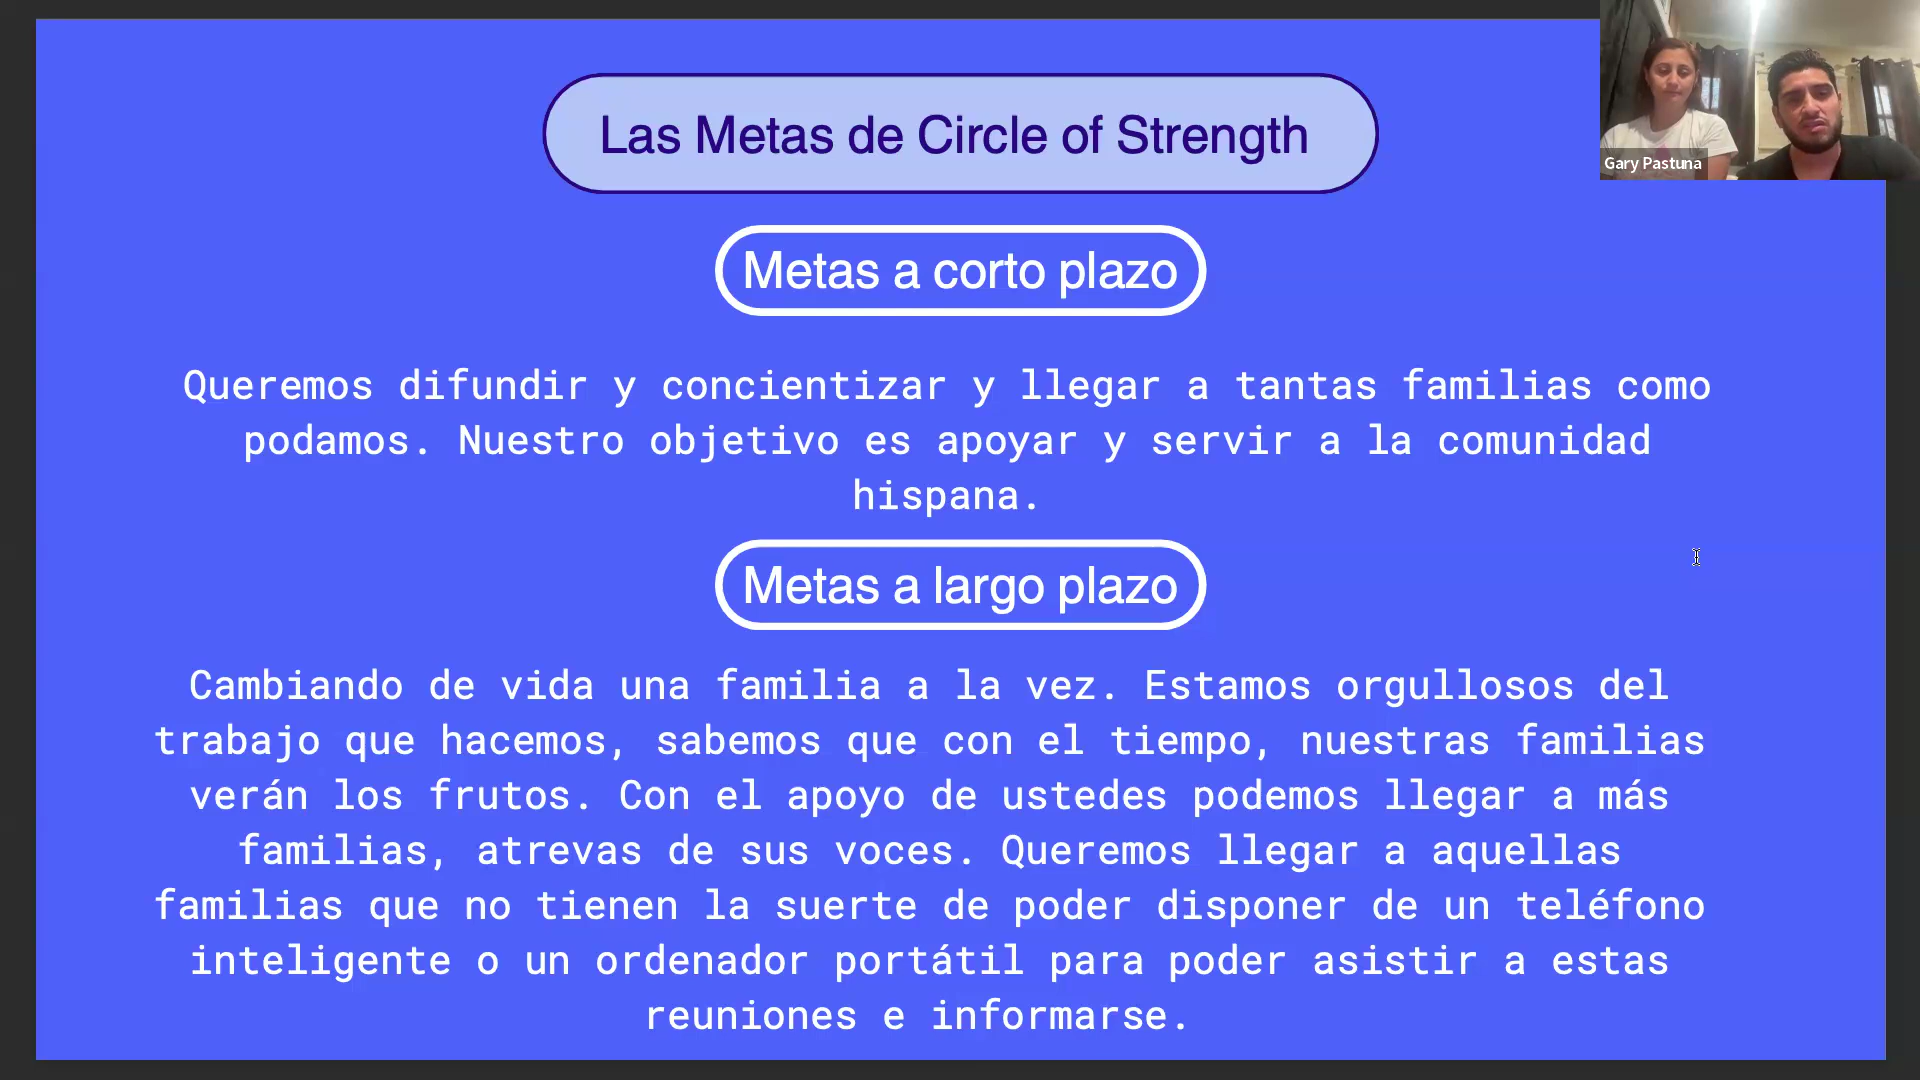 Las Metas de Circle of Strength
Gary Pastuna
Metas a corto plazo
Queremos difundir y concientizar y llegar a tantas familias como
podamos. Nuestro objetivo es apoyar y servir a la comunidad
hispana.
Metas a largo plazo
Cambiando de vida una familia a la vez. Estamos orgullosos del
trabajo que hacemos, sabemos que con el tiempo, nuestras familias
verán los frutos. Con el apoyo de ustedes podemos llegar a más
familias, atrevas de sus voces. Queremos llegar a aquellas
familias que no tienen la suerte de poder disponer de un teléfono
inteligente o un ordenador portátil para poder asistir a estas
reuniones e informarse.